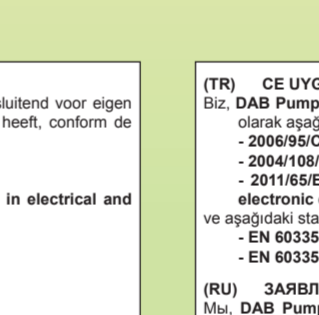 sluitend voor eigen
heeft, conform de
in electrical and
(TR) CE UYG
Biz, DAB Pump
olarak aşağ
- 2006/95/C
- 2004/108/
- 2011/65/E
electronic
ve aşağıdaki sta
- EN 60335
- EN 60335
(RU) ЗАЯВЛ
Мы, DAB Pump